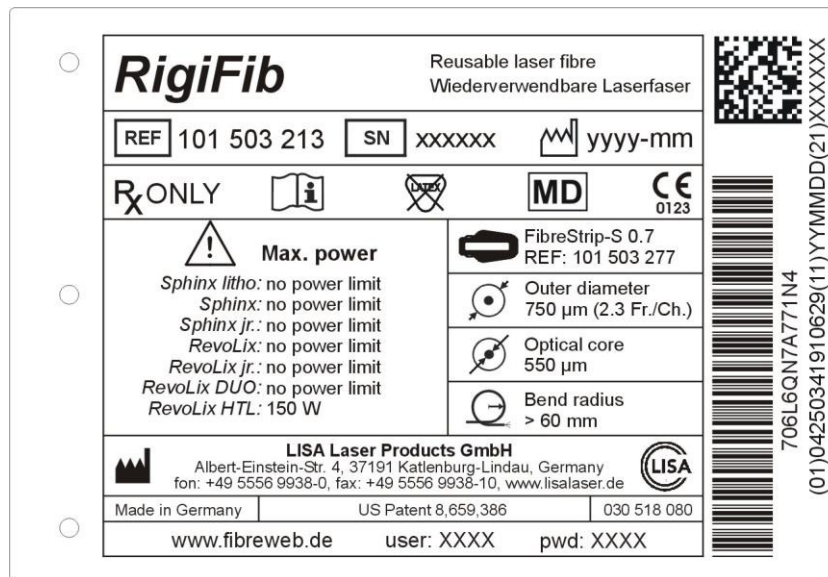 RigiFib
Reusable laser fibre
Wiederverwendbare Laserfaser
REF 101 503 213 SN xxxxxx yyyy-mm
Rx ONLY LATEX MD CE 0123
Max. power
Sphinx litho: no power limit
Sphinx: no power limit
Sphinx jr.: no power limit
RevoLix: no power limit
RevoLix jr.: no power limit
RevoLix DUO: no power limit
RevoLix HTL: 150 W
FibreStrip-S 0.7
REF: 101 503 277
Outer diameter
750 µm (2.3 Fr./Ch.)
Optical core
550 µm
Bend radius
> 60 mm
LISA Laser Products GmbH
Albert-Einstein-Str. 4, 37191 Katlenburg-Lindau, Germany
fon: +49 5556 9938-0, fax: +49 5556 9938-10, www.lisalaser.de
LISA
Made in Germany US Patent 8,659,386 030 518 080
www.fibreweb.de user: XXXX pwd: XXXX
706L6QN7A771N4
(01)04250341910629(11)YYMMDD(21)XXXXXX